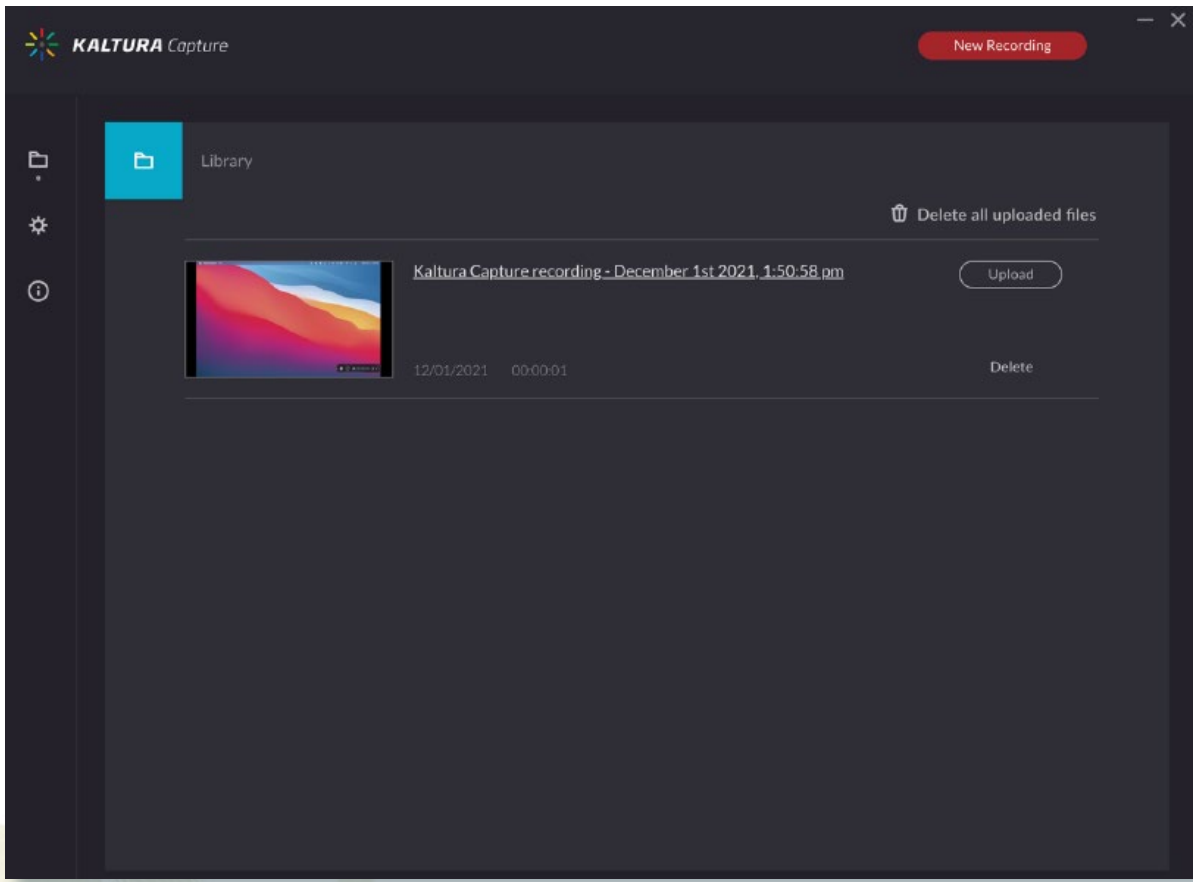 KALTURA Capture
New Recording
Library
Delete all uploaded files
Kaltura Capture recording - December 1st 2021, 1:50:58 pm
Upload
12/01/2021 00:00:01
Delete